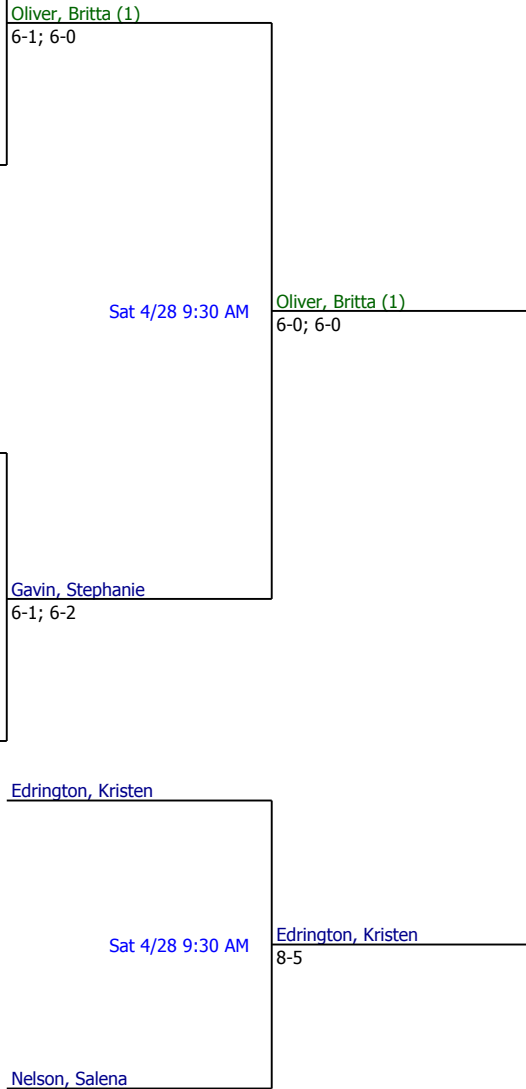 Oliver, Britta (1)
6-1; 6-0
Sat 4/28 9:30 AM
Oliver, Britta (1)
6-0; 6-0
Gavin, Stephanie
6-1; 6-2
Edrington, Kristen
Sat 4/28 9:30 AM
Edrington, Kristen
8-5
Nelson, Salena